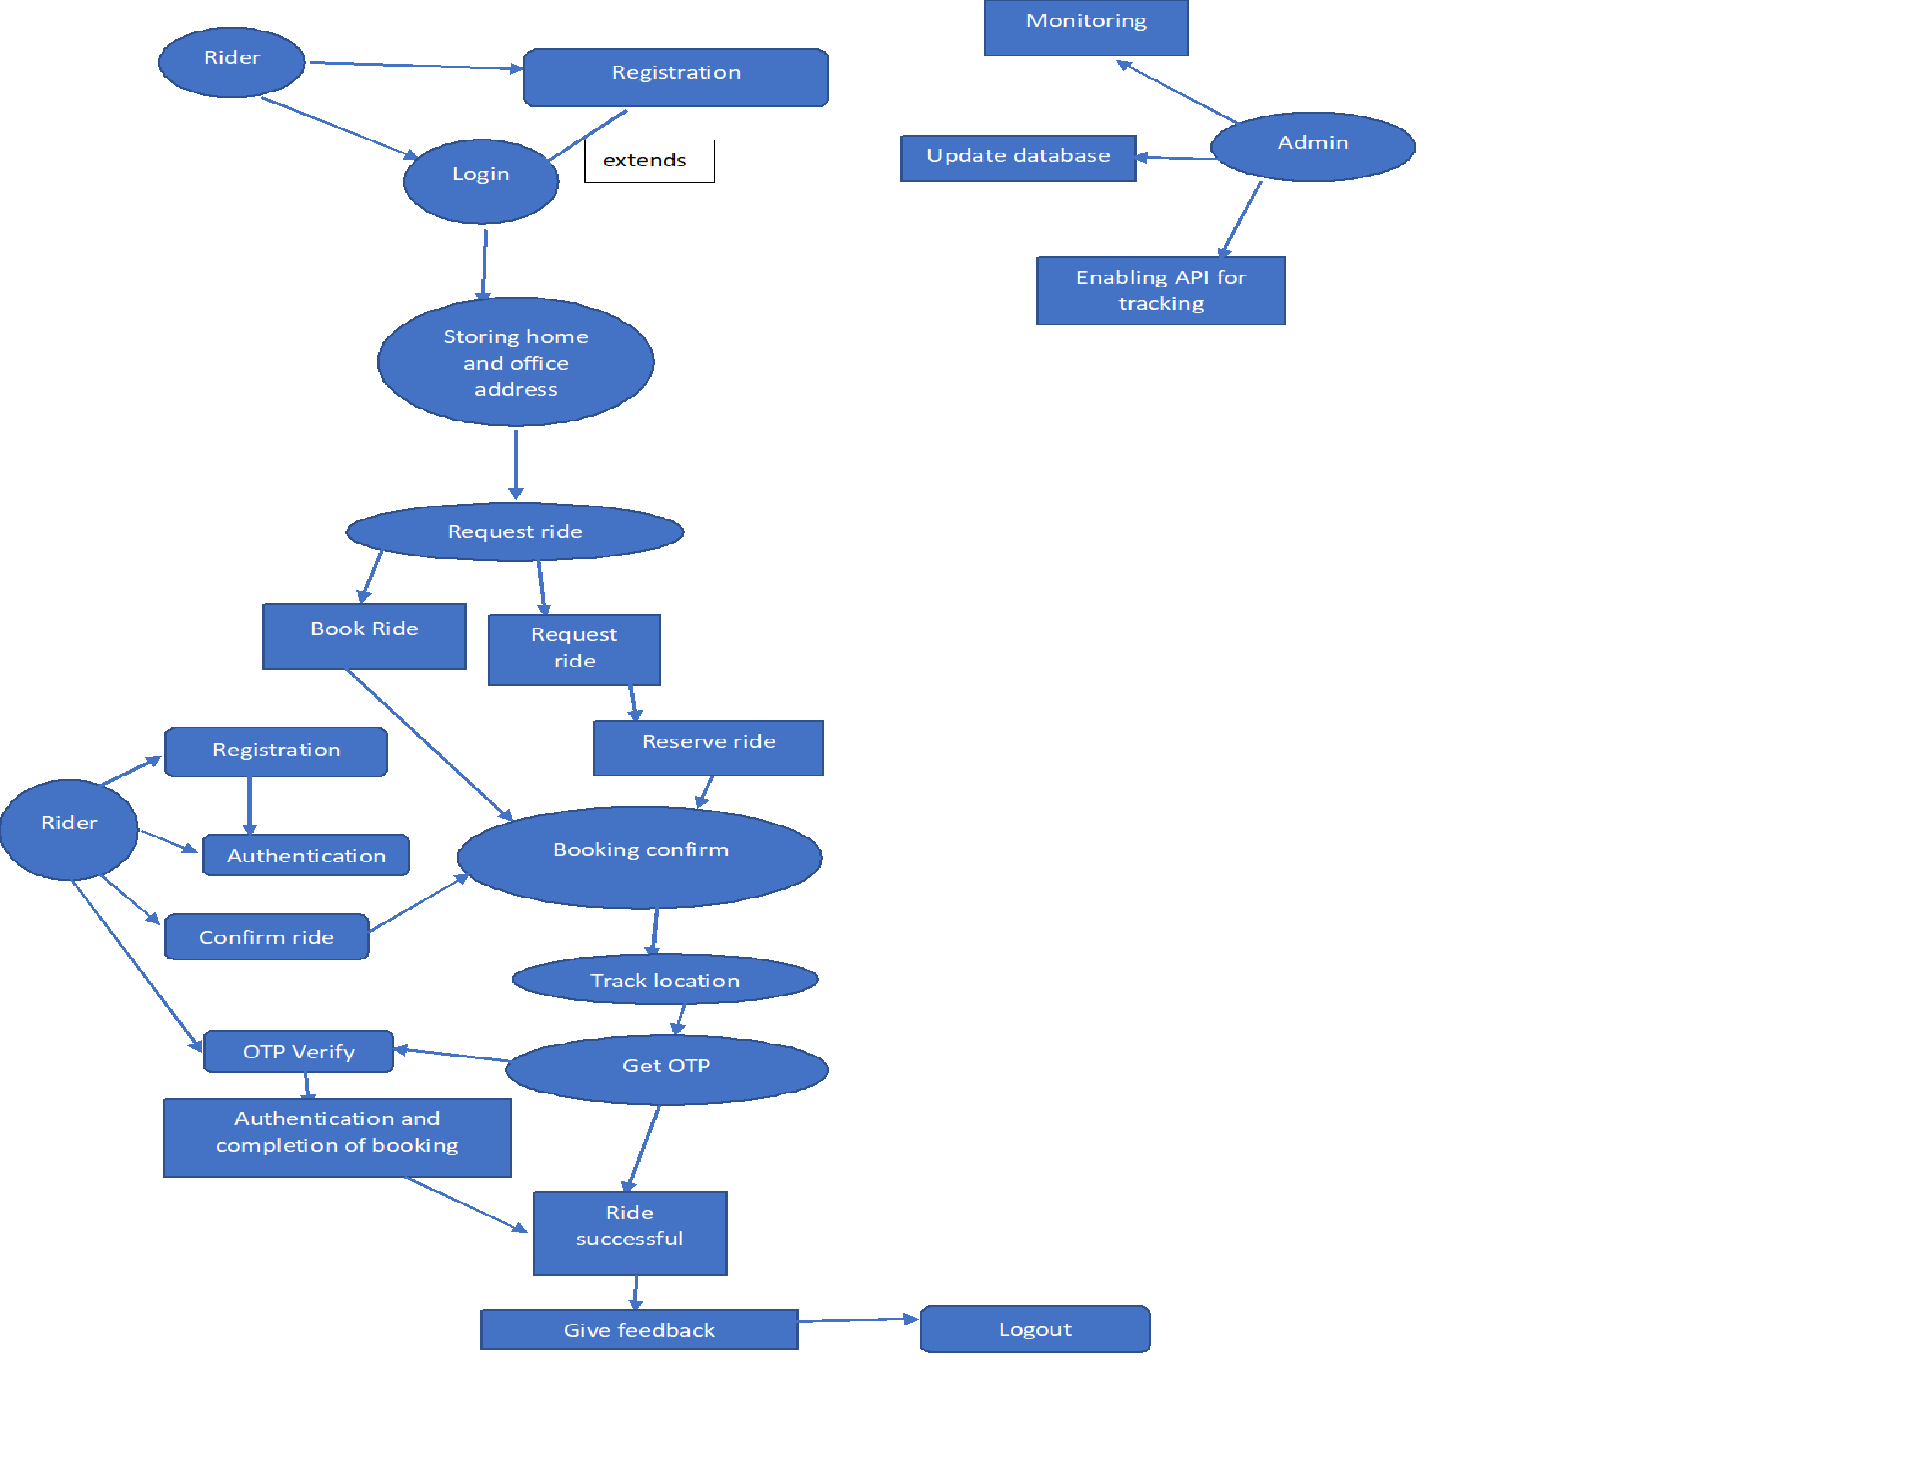 Monitoring
Rider
Registration
Admin
Update database
extends
Login
Enabling API for
tracking
Storing home
and office
address
Request ride
Book Ride
Request
ride
Reserve ride
Registration
Rider
Booking confirm
Authentication
Confirm ride
Track location
OTP Verify
Get OTP
Authentication and
completion of booking
Ride
successful
Give feedback
Logout